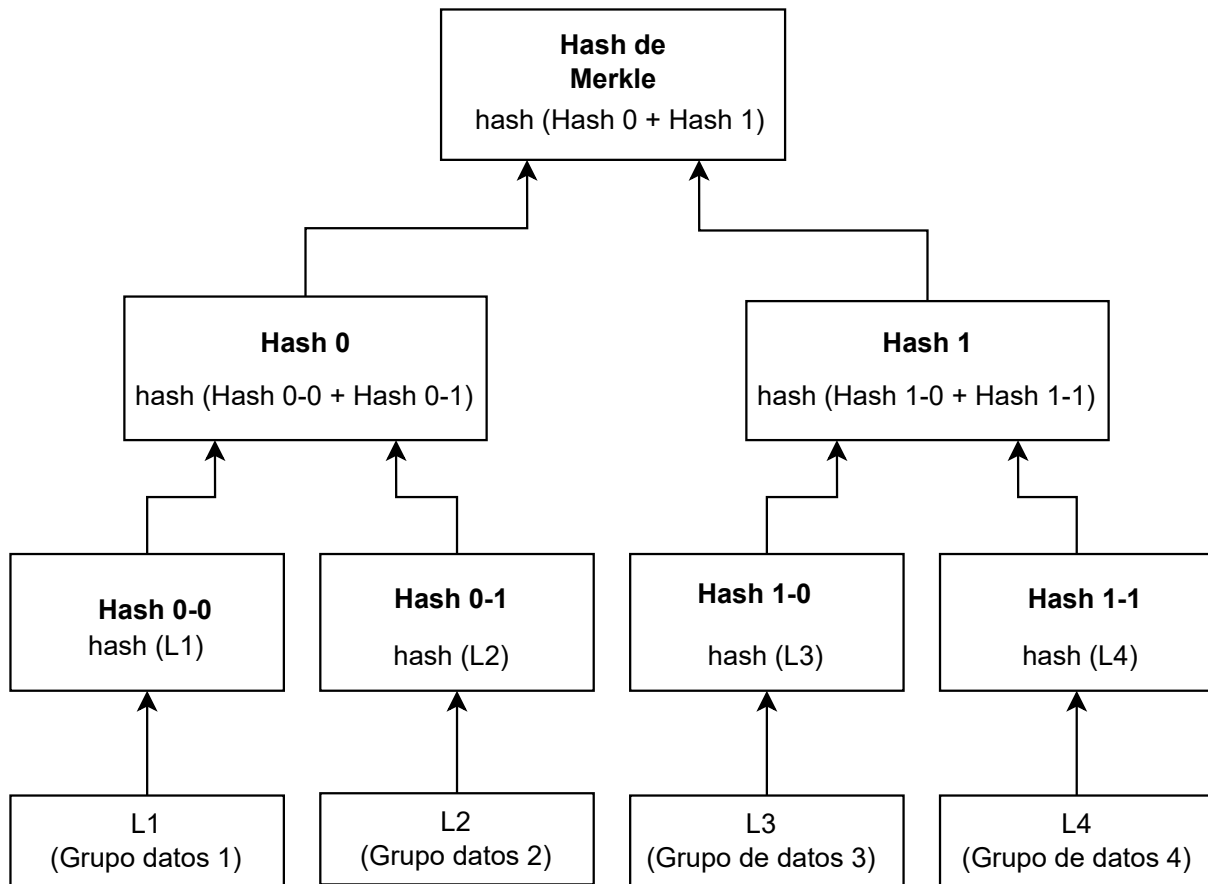 Hash de
Merkle
hash (Hash 0 + Hash 1)
Hash 0
hash (Hash 0-0 + Hash 0-1)
Hash 1
hash (Hash 1-0 + Hash 1-1)
Hash 0-0
hash (L1)
Hash 0-1
hash (L2)
Hash 1-0
hash (L3)
Hash 1-1
hash (L4)
L1
(Grupo datos 1)
L2
(Grupo datos 2)
L3
(Grupo de datos 3)
L4
(Grupo de datos 4)